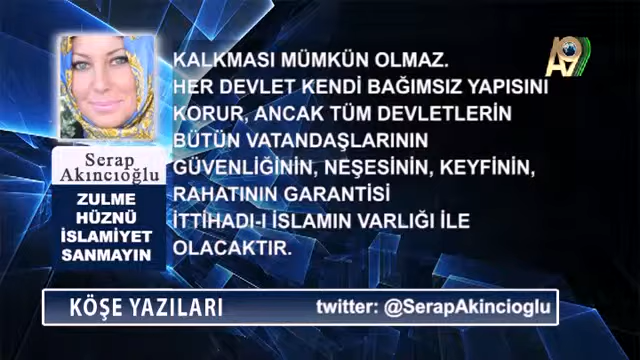 KALKMASI MÜMKÜN OLMAZ.
HER DEVLET KENDİ BAĞIMSIZ YAPISINI
KORUR, ANCAK TÜM DEVLETLERİN
BÜTÜN VATANDAŞLARININ
GÜVENLİĞİNİN, NEŞESİNİN, KEYFİNİN,
RAHATININ GARANTİSİ
İTTİHAD-I İSLAMIN VARLIĞI İLE
OLACAKTIR.
Serap
Akıncıoğlu
ZULME
HÜZNÜ
İSLAMİYET
SANMAYIN
A9
KÖŞE YAZILARI
twitter: @SerapAkincioglu